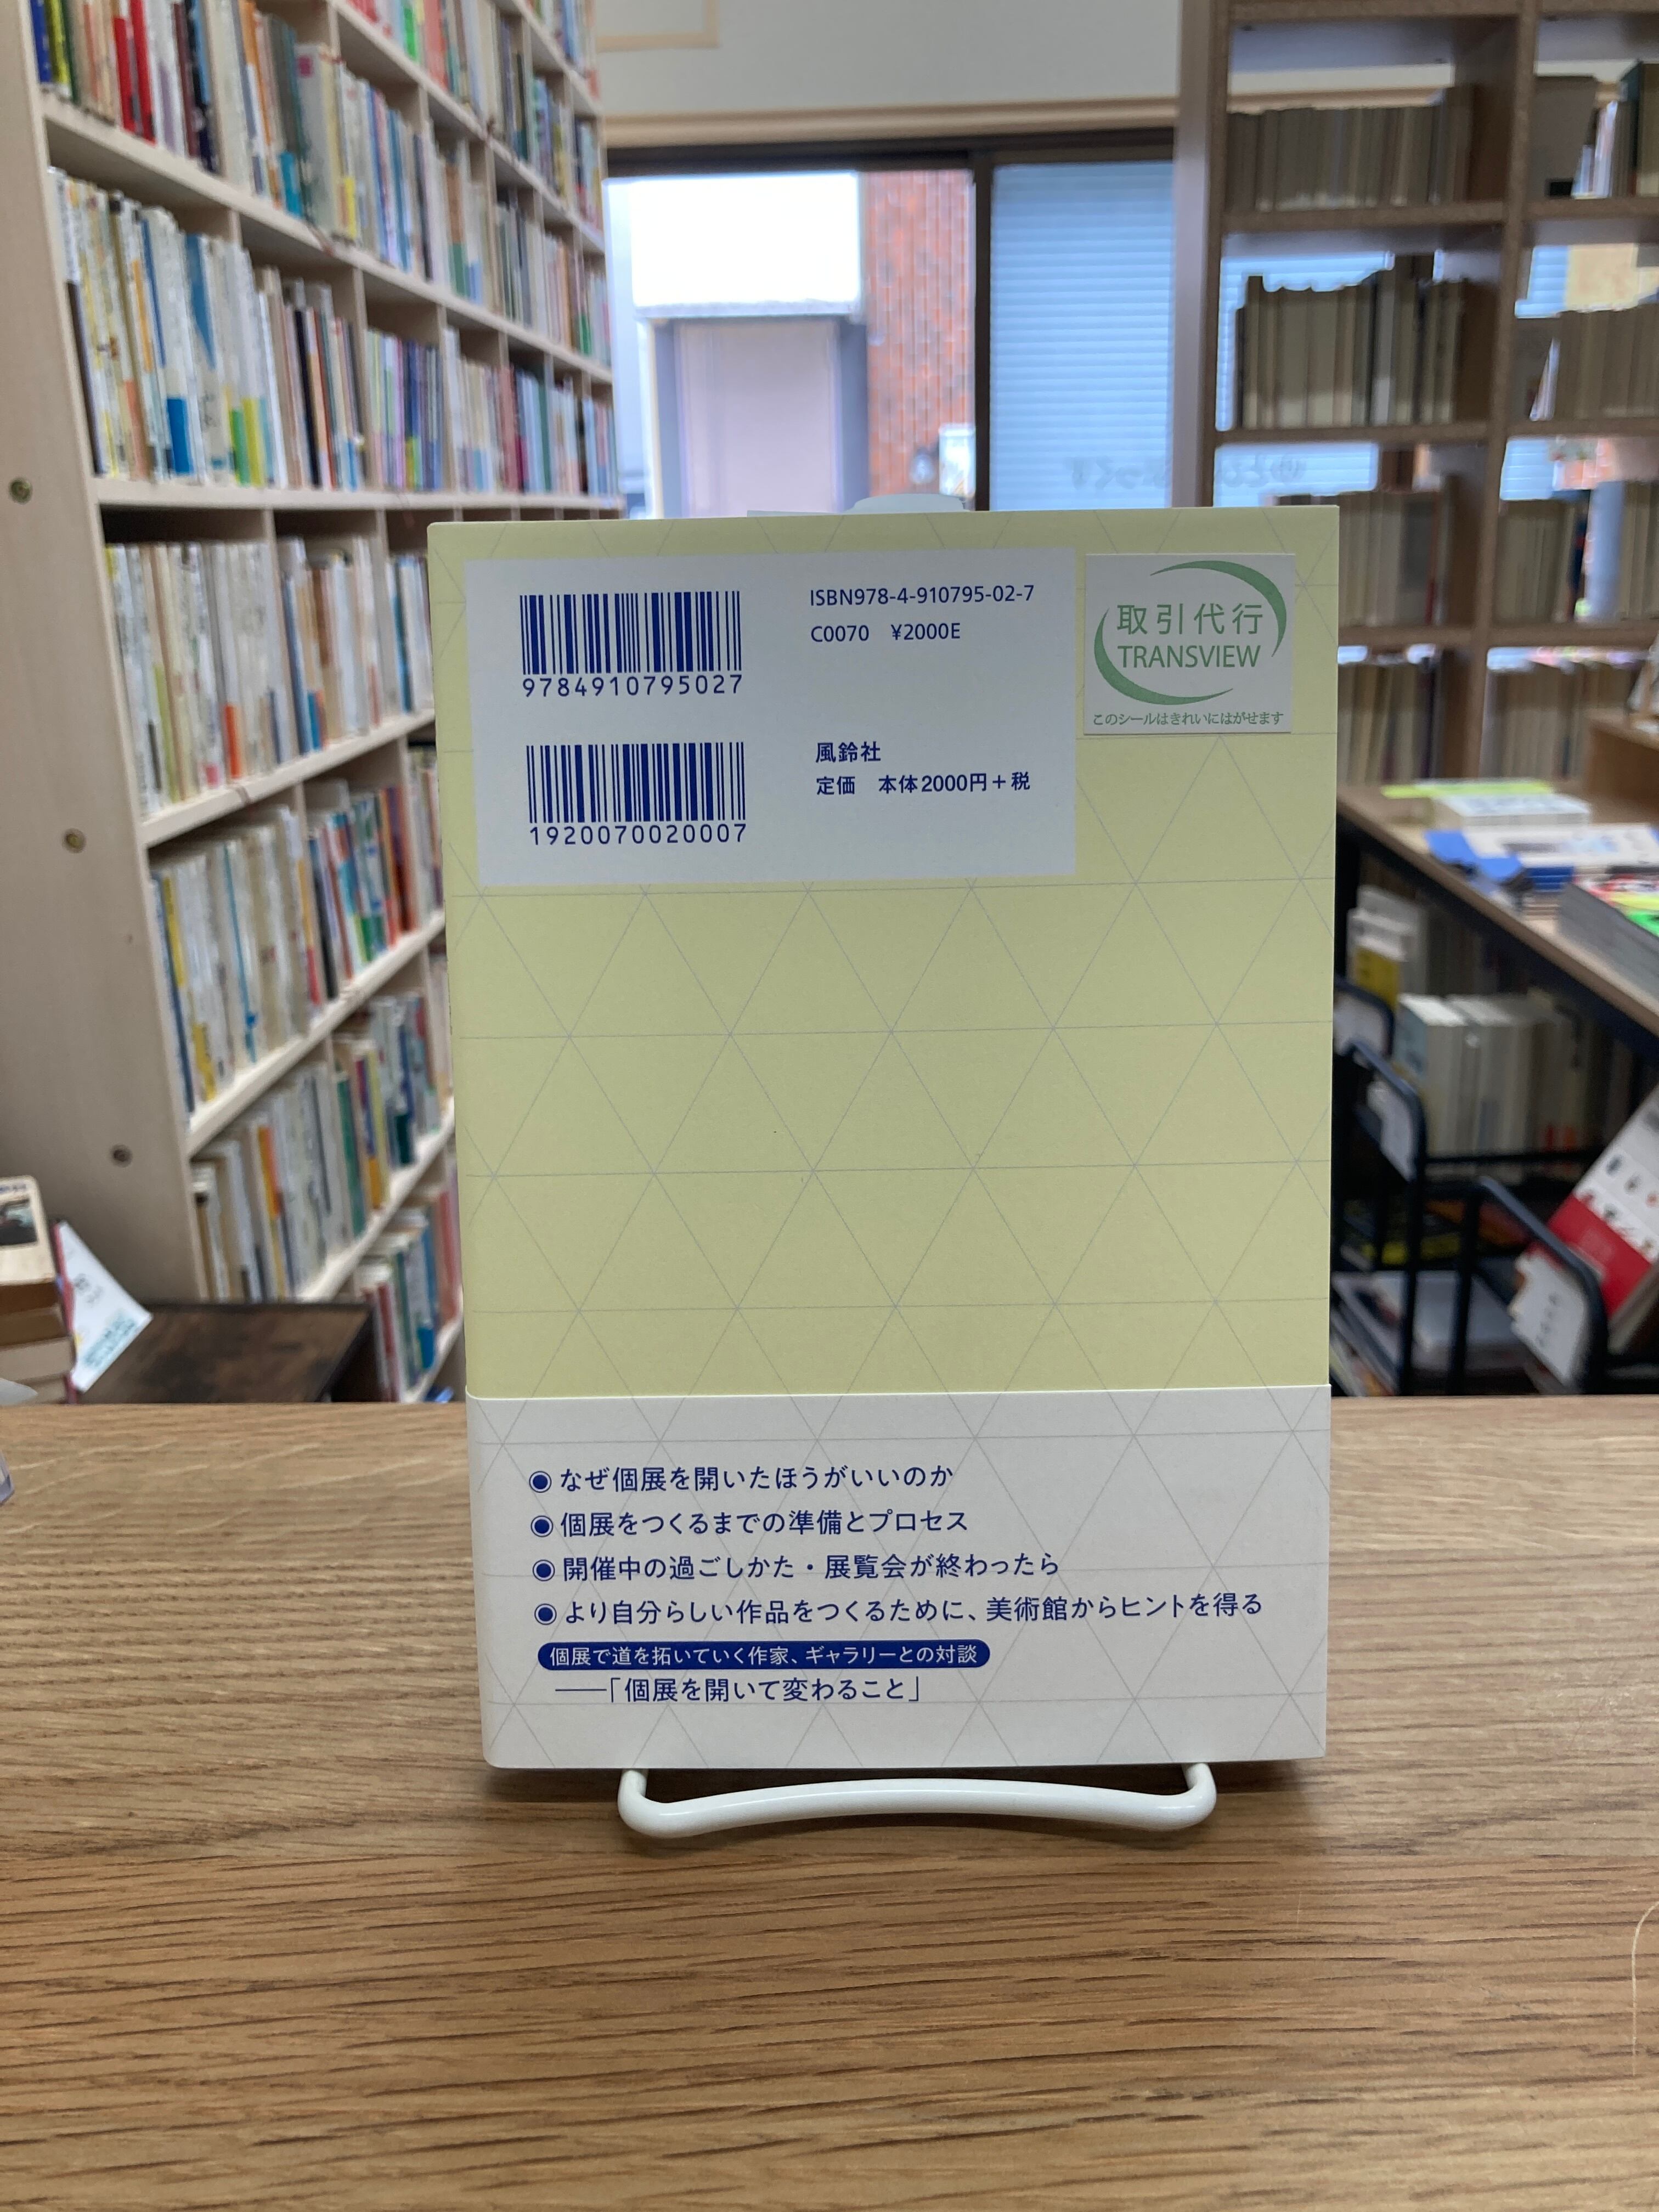 ISBN978-4-910795-02-7
C0070 ¥2000E
9784910795027
風鈴社
定価 本体2000円+税
1920070020007
取引代行
TRANSVIEW
このシールはきれいにはがせます
◉なぜ個展を開いたほうがいいのか
◉個展をつくるまでの準備とプロセス
◉開催中の過ごしかた・展覧会が終わったら
◉より自分らしい作品をつくるために、美術館からヒントを得る
個展で道を拓いていく作家、ギャラリーとの対談
──「個展を開いて変わること」